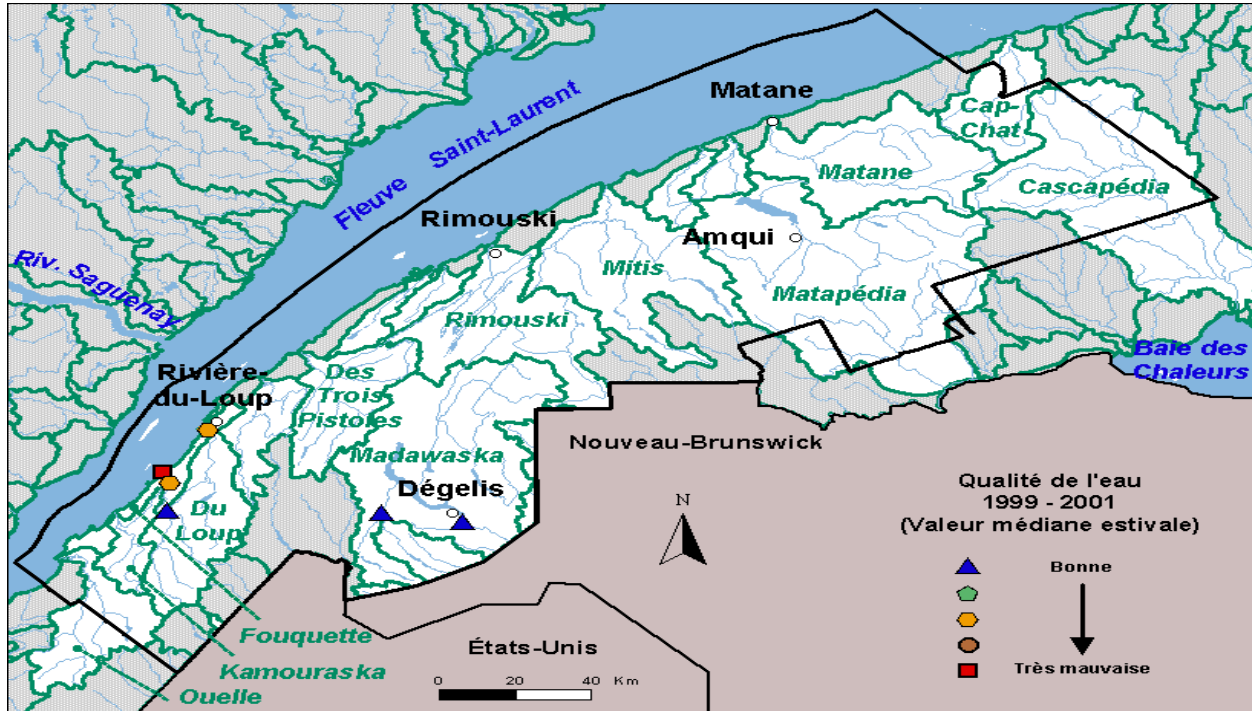 Matane
Cap-
Chat
Fleuve Saint-Laurent
Matane
Cascapédia
Rimouski
Amqui
Riv. Saguenay
Mitis
Matapédia
Rimouski
Baie des
Chaleurs
Rivière-
du-Loup
Des
Trois
Pistoles
Nouveau-Brunswick
Madawaska
Dégelis
Du
Loup
N
Qualité de l'eau
1999 - 2001
(Valeur médiane estivale)
Bonne
Très mauvaise
Fouquette
Kamouraska
Ouelle
États-Unis
0 20 40 Km